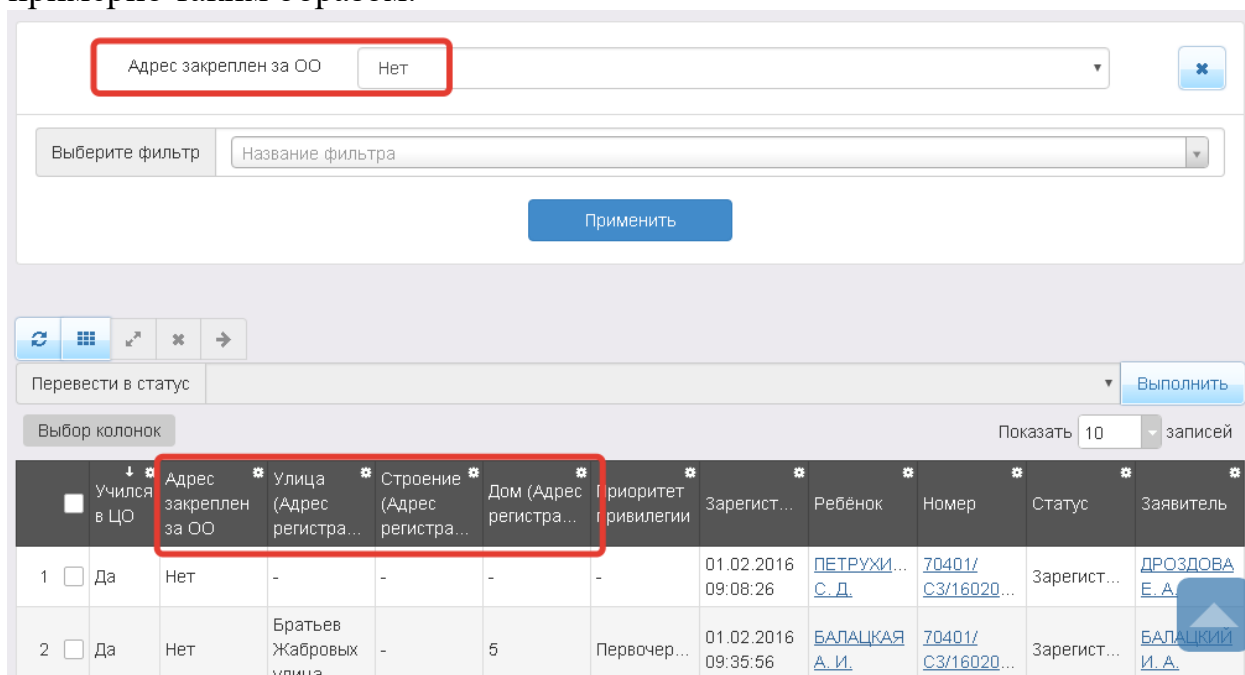 Адрес закреплен за ОО Нет
Выберите фильтр Название фильтра
Применить
Перевести в статус Выполнить
Выбор колонок Показать 10 записей
Учился в ЦО
Адрес закреплен за ОО
Улица (Адрес регистра...
Строение (Адрес регистра...
Дом (Адрес регистра...
Приоритет привилегии
Зарегист...
Ребёнок
Номер
Статус
Заявитель
1 Да Нет - - - - 01.02.2016 09:08:26 ПЕТРУХИ... С. Д. 70401/СЗ/16020... Зарегист... ДРОЗДОВА Е. А.
2 Да Нет Братьев Жабровых улица - 5 Первочер... 01.02.2016 09:35:56 БАЛАЦКАЯ А. И. 70401/СЗ/16020... Зарегист... БАЛАЦКИЙ И. А.